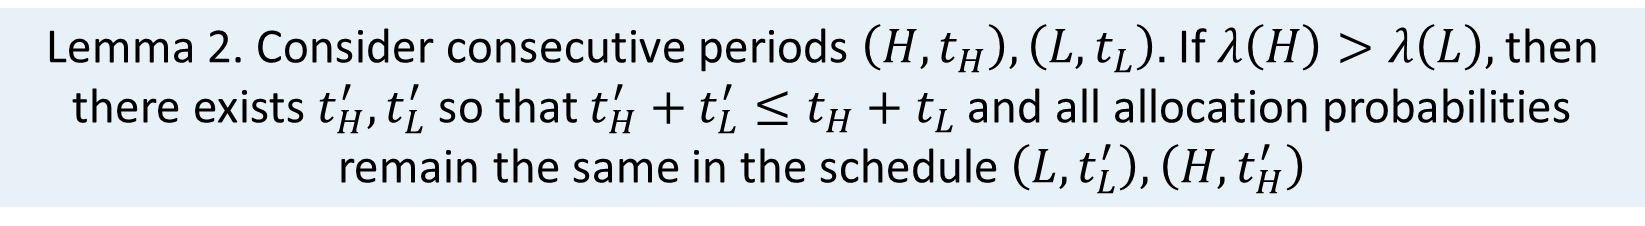 Lemma 2. Consider consecutive periods (𝐻, 𝑡_𝐻), (𝐿, 𝑡_𝐿). If 𝜆(𝐻) > 𝜆(𝐿), then
there exists 𝑡′_𝐻, 𝑡′_𝐿 so that 𝑡′_𝐻 + 𝑡′_𝐿 ≤ 𝑡_𝐻 + 𝑡_𝐿 and all allocation probabilities
remain the same in the schedule (𝐿, 𝑡′_𝐿), (𝐻, 𝑡′_𝐻)